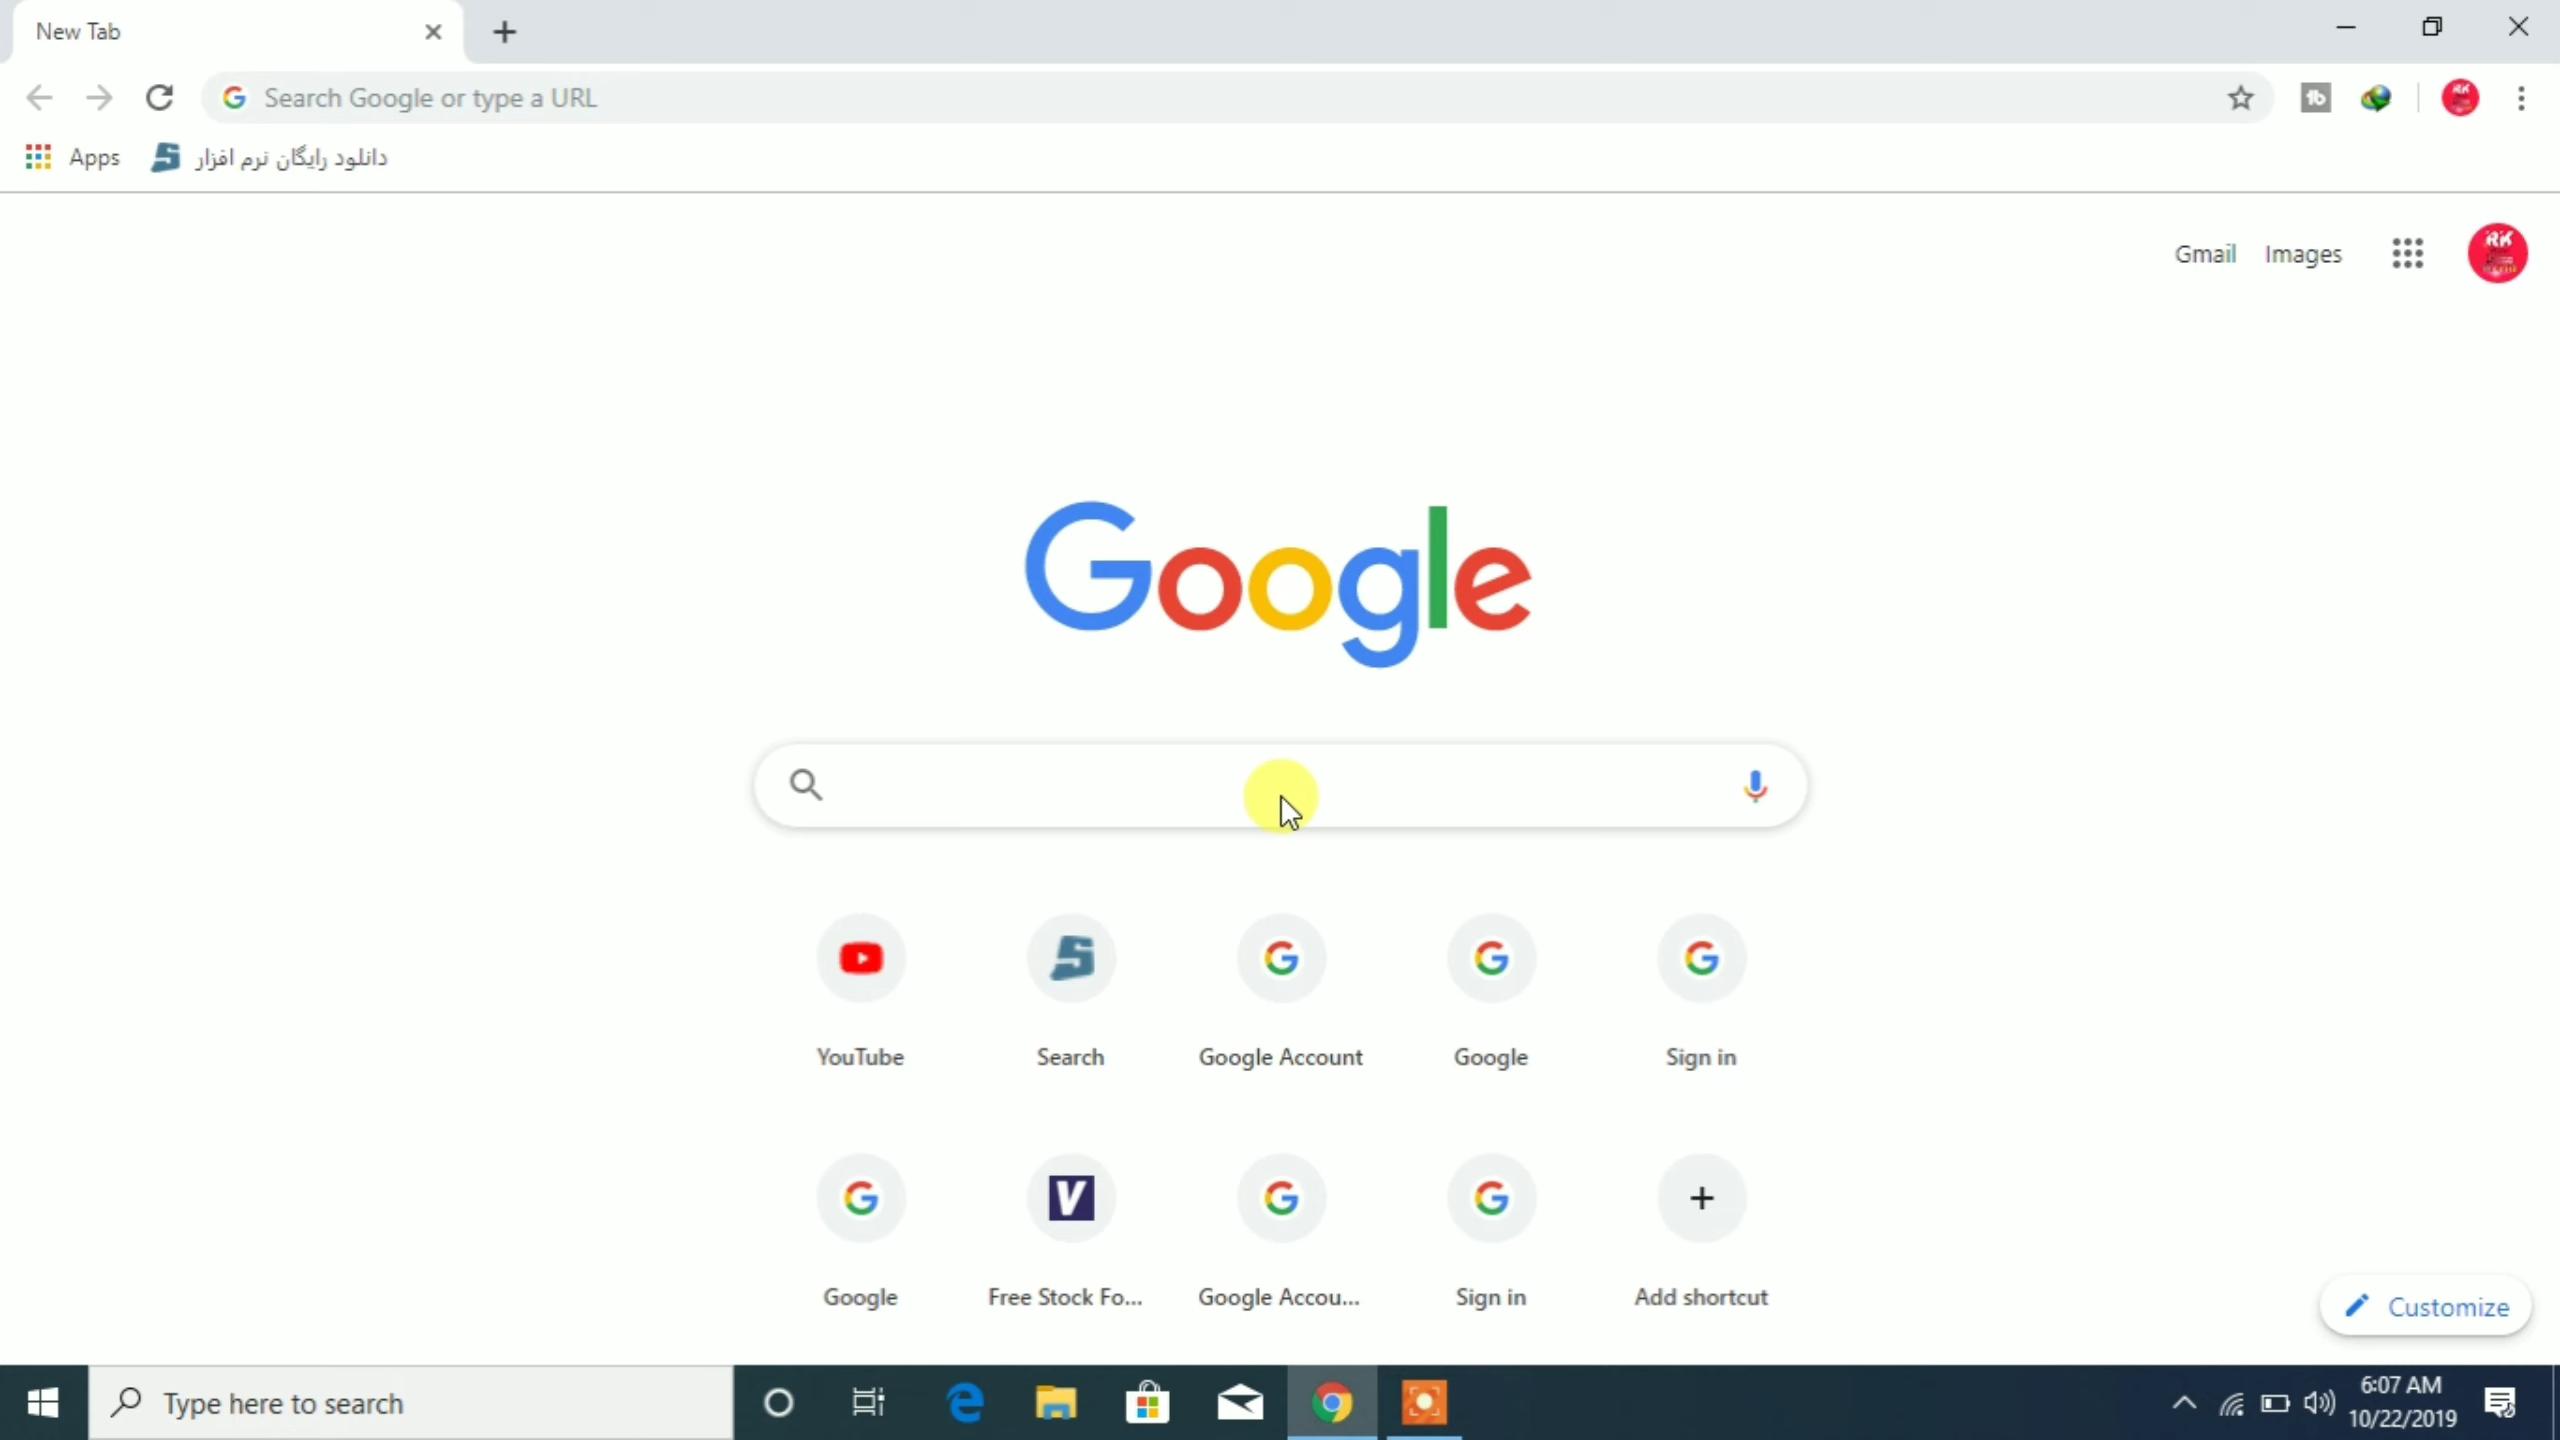 New Tab
Search Google or type a URL
Apps دانلود رایگان نرم افزار
Gmail Images
Google
YouTube Search Google Account Google Sign in
Google Free Stock Fo... Google Accou... Sign in Add shortcut
Customize
Type here to search
6:07 AM
10/22/2019